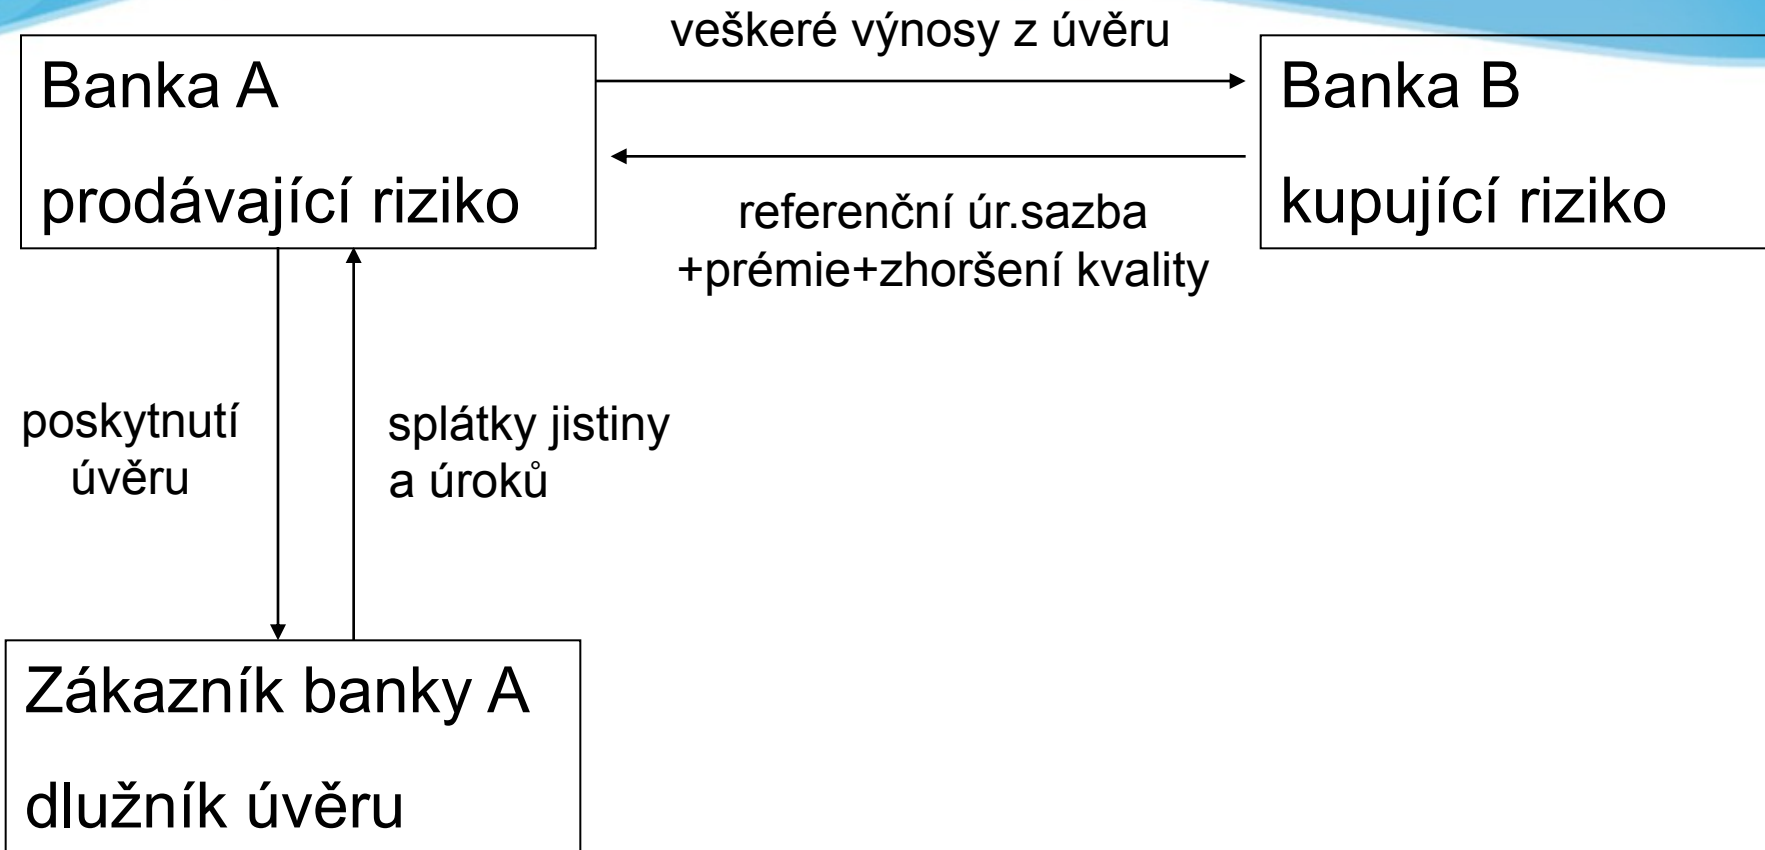 veškeré výnosy z úvěru
Banka A
prodávající riziko
Banka B
kupující riziko
referenční úr.sazba
+prémie+zhoršení kvality
poskytnutí
úvěru
splátky jistiny
a úroků
Zákazník banky A
dlužník úvěru